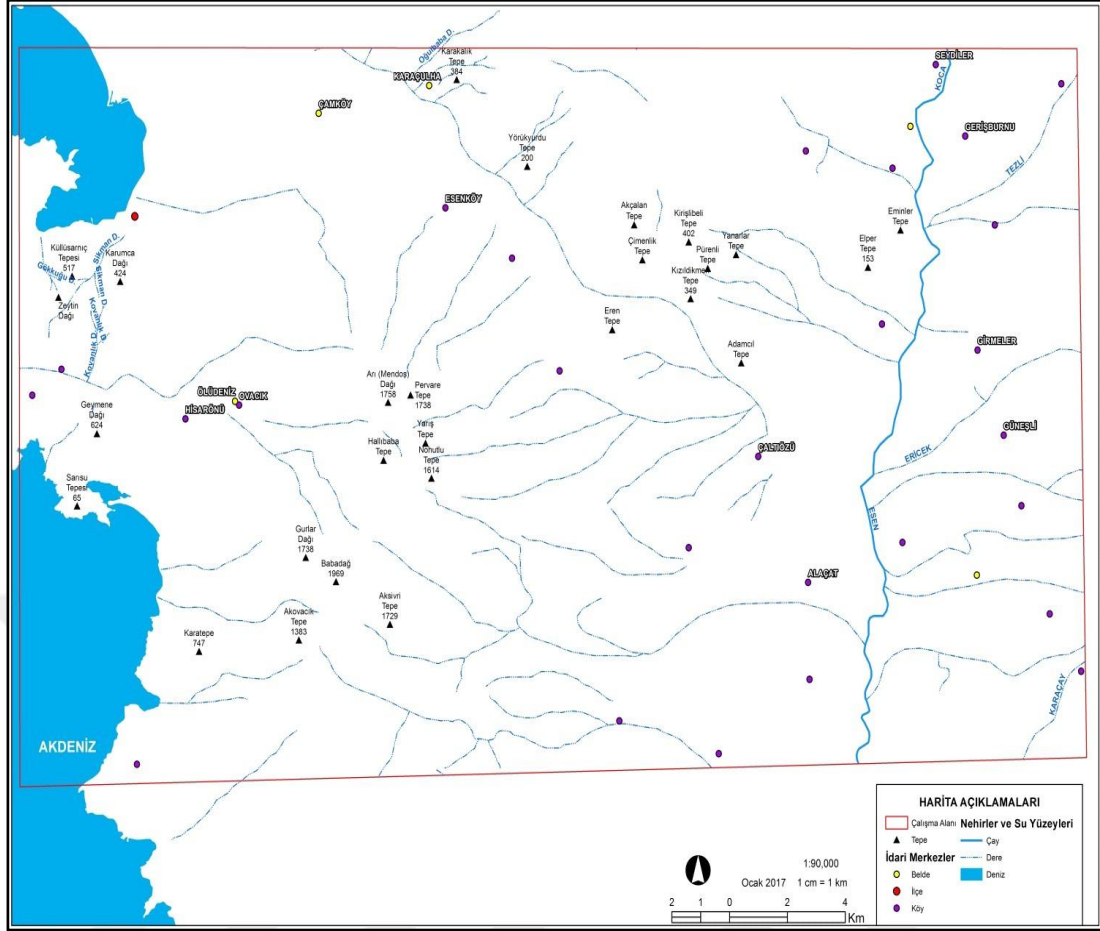 Oğulbaba D.
Karakalık
Tepe
384
KARAÇULHA
ÇAMKÖY
SEYDİLER
KOCA
GERİŞBURNU
TEZLİ
Yörükyurdu
Tepe
200
ESENKÖY
Akçalan
Tepe
Kirişlibeli
Tepe
402
Çimenlik
Tepe
Yanarlar
Tepe
Pürenli
Tepe
Kızıldikme
Tepe
349
Eminler
Tepe
Elper
Tepe
153
Küllüsarnıç
Tepesi
517
Karumca
Dağı
424
Sıkman D.
Sıkman D.
Gökkuğu D.
Zeytin
Dağı
Kovanlık D.
Kovanlık D.
Eren
Tepe
Adamcıl
Tepe
GİRMELER
Arı (Mendos)
Dağı
1758
Pervare
Tepe
1738
ÖLÜDENİZ
OVACIK
HİSARÖNÜ
Geymene
Dağı
624
Yarış
Tepe
Hallıbaba
Tepe
Nohutlu
Tepe
1614
ÇALTIÖZÜ
GÜNEŞLİ
ERİCEK
Sarısu
Tepesi
65
EŞEN
Gurlar
Dağı
1738
Babadağ
1969
ALAÇAT
Aksivri
Tepe
1729
Akovacık
Tepe
1383
Karatepe
747
KARAÇAY
AKDENİZ
HARİTA AÇIKLAMALARI
Çalışma Alanı
Tepe
İdari Merkezler
Belde
İlçe
Köy
Nehirler ve Su Yüzeyleri
Çay
Dere
Deniz
1:90,000
Ocak 2017 1 cm = 1 km
2 1 0 2 4
Km